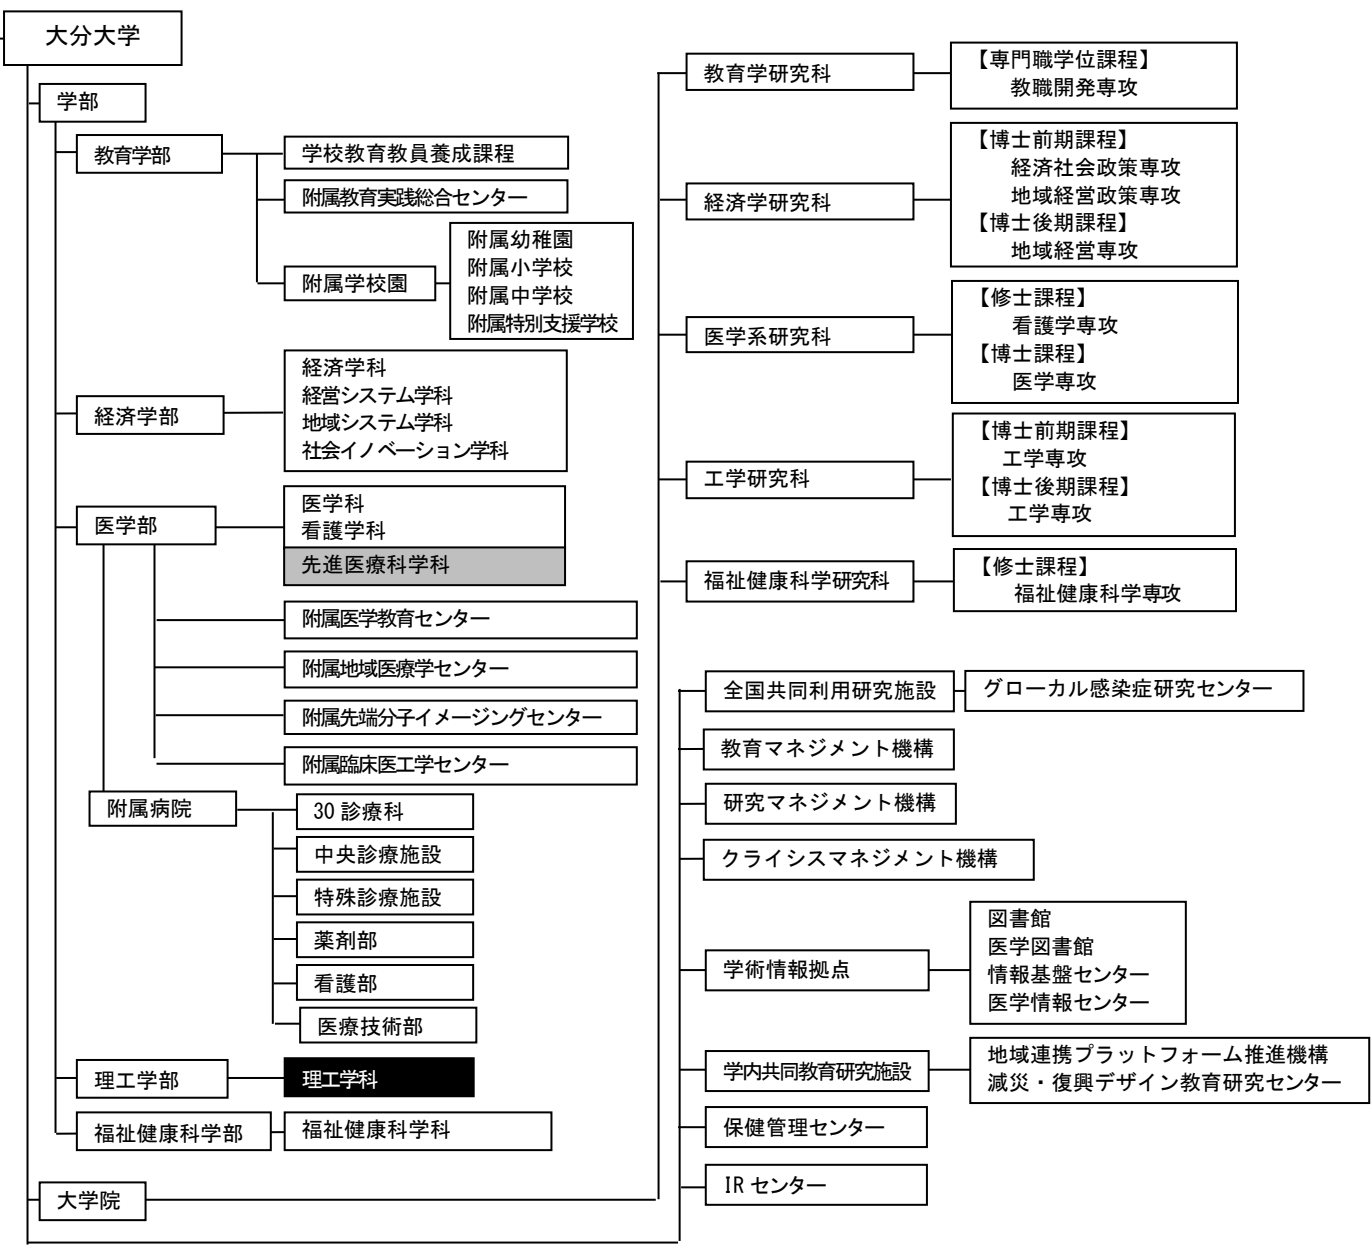 大分大学
学部
教育学部
学校教育教員養成課程
附属教育実践総合センター
附属学校園
附属幼稚園
附属小学校
附属中学校
附属特別支援学校
経済学部
経済学科
経営システム学科
地域システム学科
社会イノベーション学科
医学部
医学科
看護学科
先進医療科学科
附属医学教育センター
附属地域医療学センター
附属先端分子イメージングセンター
附属臨床医工学センター
附属病院
30 診療科
中央診療施設
特殊診療施設
薬剤部
看護部
医療技術部
理工学部
理工学科
福祉健康科学部
福祉健康科学科
大学院
教育学研究科
【専門職学位課程】
教職開発専攻
経済学研究科
【博士前期課程】
経済社会政策専攻
地域経営政策専攻
【博士後期課程】
地域経営専攻
医学系研究科
【修士課程】
看護学専攻
【博士課程】
医学専攻
工学研究科
【博士前期課程】
工学専攻
【博士後期課程】
工学専攻
福祉健康科学研究科
【修士課程】
福祉健康科学専攻
全国共同利用研究施設
グローカル感染症研究センター
教育マネジメント機構
研究マネジメント機構
クライシスマネジメント機構
学術情報拠点
図書館
医学図書館
情報基盤センター
医学情報センター
学内共同教育研究施設
地域連携プラットフォーム推進機構
減災・復興デザイン教育研究センター
保健管理センター
IR センター